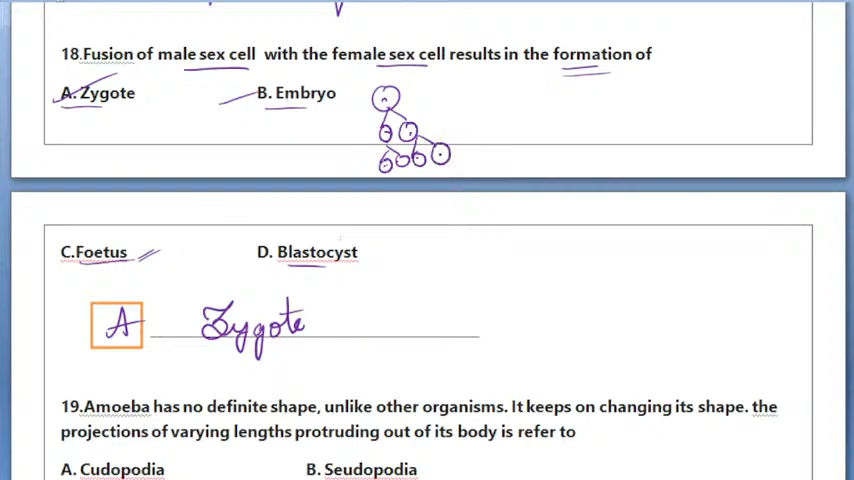 18.Fusion of male sex cell with the female sex cell results in the formation of
A. Zygote B. Embryo
C.Foetus D. Blastocyst
A Zygote
19.Amoeba has no definite shape, unlike other organisms. It keeps on changing its shape. the
projections of varying lengths protruding out of its body is refer to
A. Cudopodia B. Seudopodia